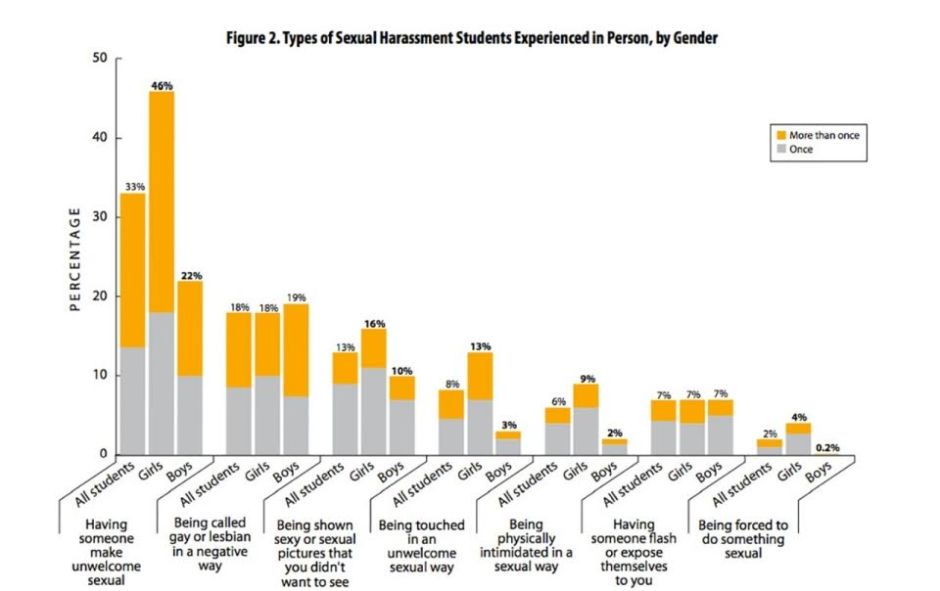 Figure 2. Types of Sexual Harassment Students Experienced in Person, by Gender
50
40
30
20
10
0
PERCENTAGE
More than once
Once
33%
46%
22%
18%
18%
19%
13%
16%
10%
8%
13%
3%
6%
9%
2%
7%
7%
7%
2%
4%
0.2%
All students
Girls
Boys
All students
Girls
Boys
All students
Girls
Boys
All students
Girls
Boys
All students
Girls
Boys
All students
Girls
Boys
All students
Girls
Boys
Having
someone
make
unwelcome
sexual
Being called
gay or lesbian
in a negative
way
Being shown
sexy or sexual
pictures that
you didn't
want to see
Being touched
in an
unwelcome
sexual way
Being
physically
intimidated in a
sexual way
Having
someone flash
or expose
themselves
to you
Being forced to
do something
sexual